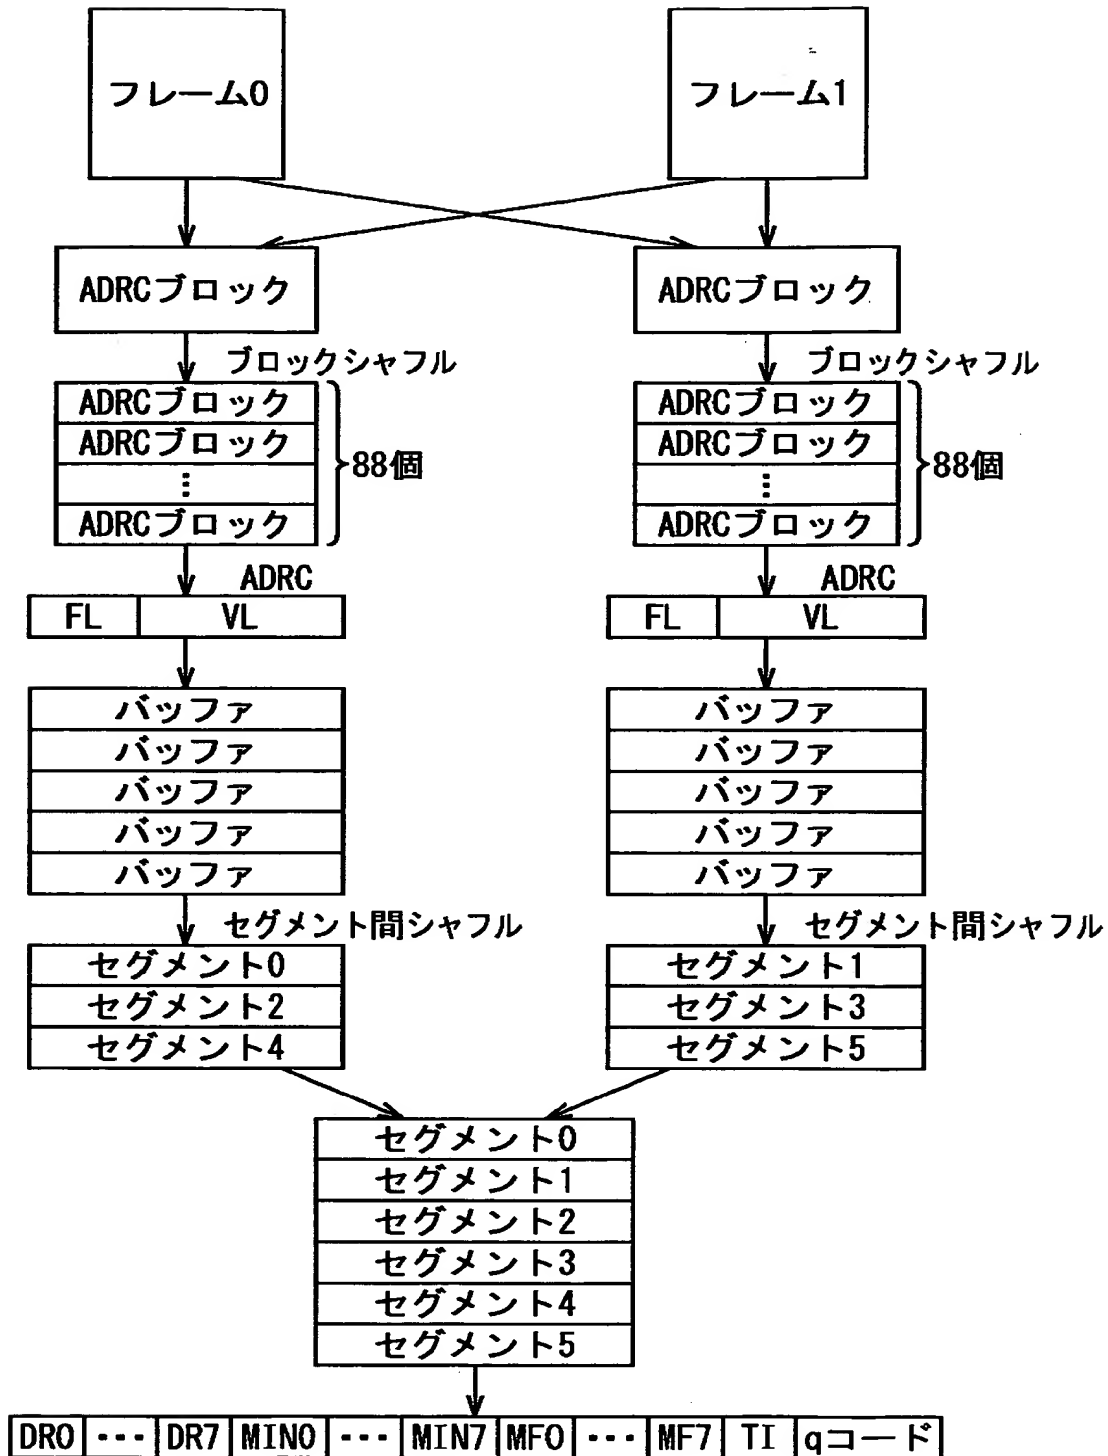 フレーム0 フレーム1
ADRCブロック ADRCブロック
ブロックシャフル ブロックシャフル
ADRCブロック ADRCブロック
ADRCブロック ADRCブロック
⋮ 88個 ⋮ 88個
ADRCブロック ADRCブロック
ADRC ADRC
FL VL FL VL
バッファ バッファ
バッファ バッファ
バッファ バッファ
バッファ バッファ
バッファ バッファ
セグメント間シャフル セグメント間シャフル
セグメント0 セグメント1
セグメント2 セグメント3
セグメント4 セグメント5
セグメント0
セグメント1
セグメント2
セグメント3
セグメント4
セグメント5
DR0 ・・・ DR7 MIN0 ・・・ MIN7 MF0 ・・・ MF7 TI qコード